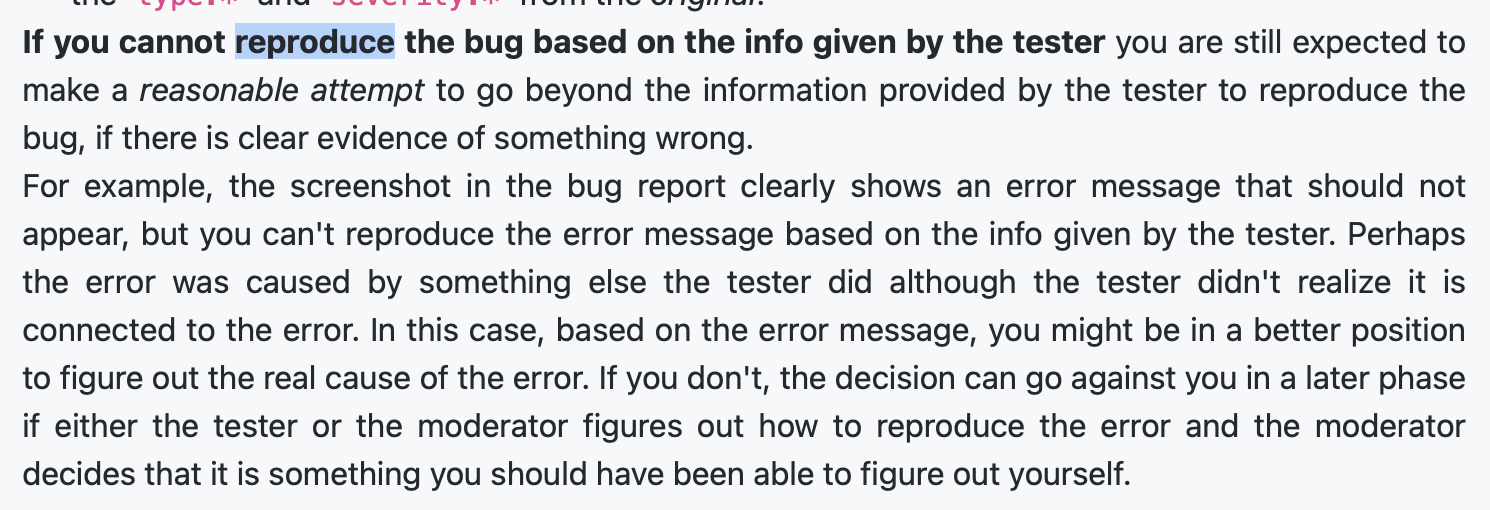 the type.* and severity.* from the original.
If you cannot reproduce the bug based on the info given by the tester you are still expected to
make a reasonable attempt to go beyond the information provided by the tester to reproduce the
bug, if there is clear evidence of something wrong.
For example, the screenshot in the bug report clearly shows an error message that should not
appear, but you can't reproduce the error message based on the info given by the tester. Perhaps
the error was caused by something else the tester did although the tester didn't realize it is
connected to the error. In this case, based on the error message, you might be in a better position
to figure out the real cause of the error. If you don't, the decision can go against you in a later phase
if either the tester or the moderator figures out how to reproduce the error and the moderator
decides that it is something you should have been able to figure out yourself.